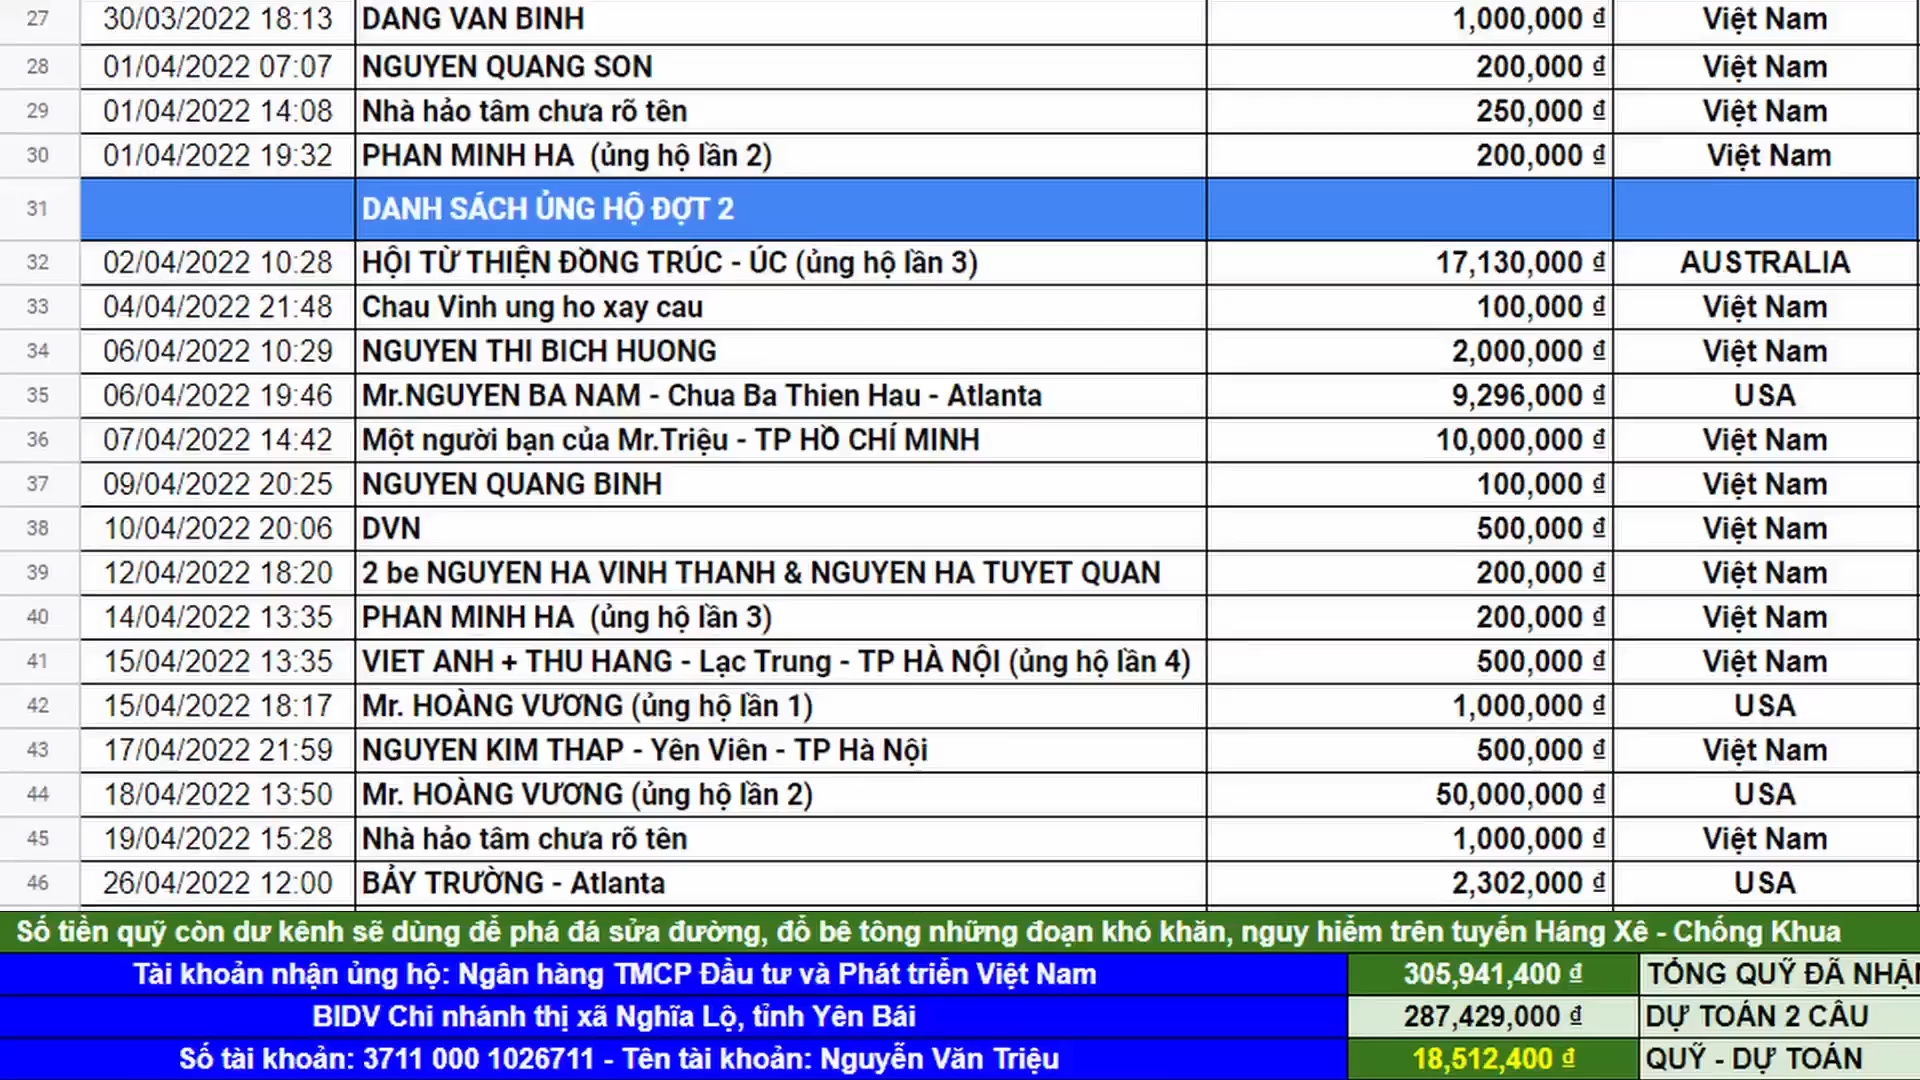 27 30/03/2022 18:13 DANG VAN BINH 1,000,000 ₫ Việt Nam
28 01/04/2022 07:07 NGUYEN QUANG SON 200,000 ₫ Việt Nam
29 01/04/2022 14:08 Nhà hảo tâm chưa rõ tên 250,000 ₫ Việt Nam
30 01/04/2022 19:32 PHAN MINH HA (ủng hộ lần 2) 200,000 ₫ Việt Nam
31 DANH SÁCH ỦNG HỘ ĐỢT 2
32 02/04/2022 10:28 HỘI TỪ THIỆN ĐỒNG TRÚC - ÚC (ủng hộ lần 3) 17,130,000 ₫ AUSTRALIA
33 04/04/2022 21:48 Chau Vinh ung ho xay cau 100,000 ₫ Việt Nam
34 06/04/2022 10:29 NGUYEN THI BICH HUONG 2,000,000 ₫ Việt Nam
35 06/04/2022 19:46 Mr.NGUYEN BA NAM - Chua Ba Thien Hau - Atlanta 9,296,000 ₫ USA
36 07/04/2022 14:42 Một người bạn của Mr.Triệu - TP HỒ CHÍ MINH 10,000,000 ₫ Việt Nam
37 09/04/2022 20:25 NGUYEN QUANG BINH 100,000 ₫ Việt Nam
38 10/04/2022 20:06 DVN 500,000 ₫ Việt Nam
39 12/04/2022 18:20 2 be NGUYEN HA VINH THANH & NGUYEN HA TUYET QUAN 200,000 ₫ Việt Nam
40 14/04/2022 13:35 PHAN MINH HA (ủng hộ lần 3) 200,000 ₫ Việt Nam
41 15/04/2022 13:35 VIET ANH + THU HANG - Lạc Trung - TP HÀ NỘI (ủng hộ lần 4) 500,000 ₫ Việt Nam
42 15/04/2022 18:17 Mr. HOÀNG VƯƠNG (ủng hộ lần 1) 1,000,000 ₫ USA
43 17/04/2022 21:59 NGUYEN KIM THAP - Yên Viên - TP Hà Nội 500,000 ₫ Việt Nam
44 18/04/2022 13:50 Mr. HOÀNG VƯƠNG (ủng hộ lần 2) 50,000,000 ₫ USA
45 19/04/2022 15:28 Nhà hảo tâm chưa rõ tên 1,000,000 ₫ Việt Nam
46 26/04/2022 12:00 BẢY TRƯỜNG - Atlanta 2,302,000 ₫ USA
Số tiền quỹ còn dư kênh sẽ dùng để phá đá sửa đường, đổ bê tông những đoạn khó khăn, nguy hiểm trên tuyến Háng Xê - Chống Khua
Tài khoản nhận ủng hộ: Ngân hàng TMCP Đầu tư và Phát triển Việt Nam 305,941,400 ₫ TỔNG QUỸ ĐÃ NHẬN
BIDV Chi nhánh thị xã Nghĩa Lộ, tỉnh Yên Bái 287,429,000 ₫ DỰ TOÁN 2 CẦU
Số tài khoản: 3711 000 1026711 - Tên tài khoản: Nguyễn Văn Triệu 18,512,400 ₫ QUỸ - DỰ TOÁN